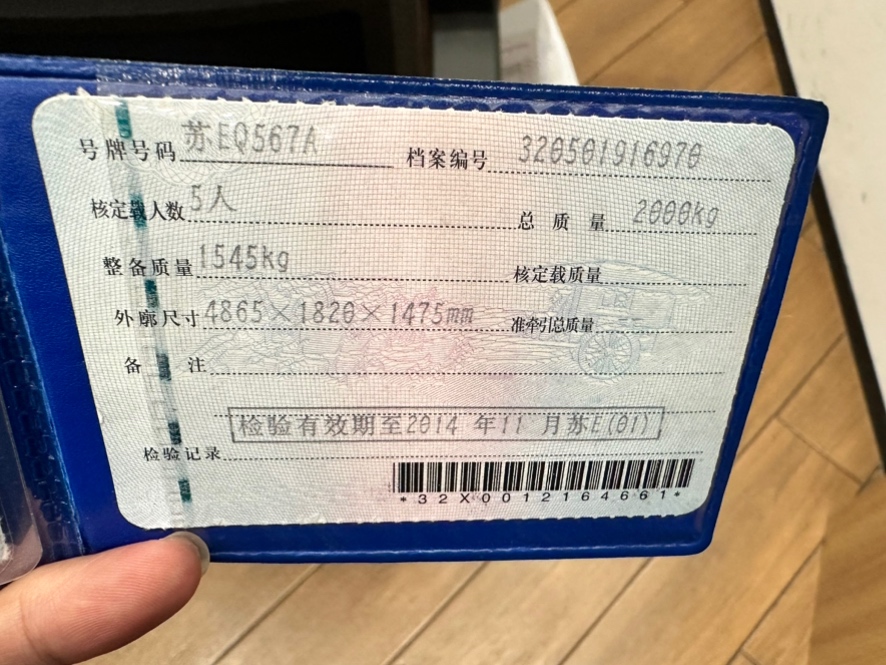 号牌号码 苏EQ567A 档案编号 320501916970
核定载人数 5人 总质量 2000kg
整备质量 1545kg 核定载质量
外廓尺寸 4865×1820×1475mm 准牵引总质量
备注
检验有效期至2014 年11 月苏E(01)
检验记录
*32X0012164661*